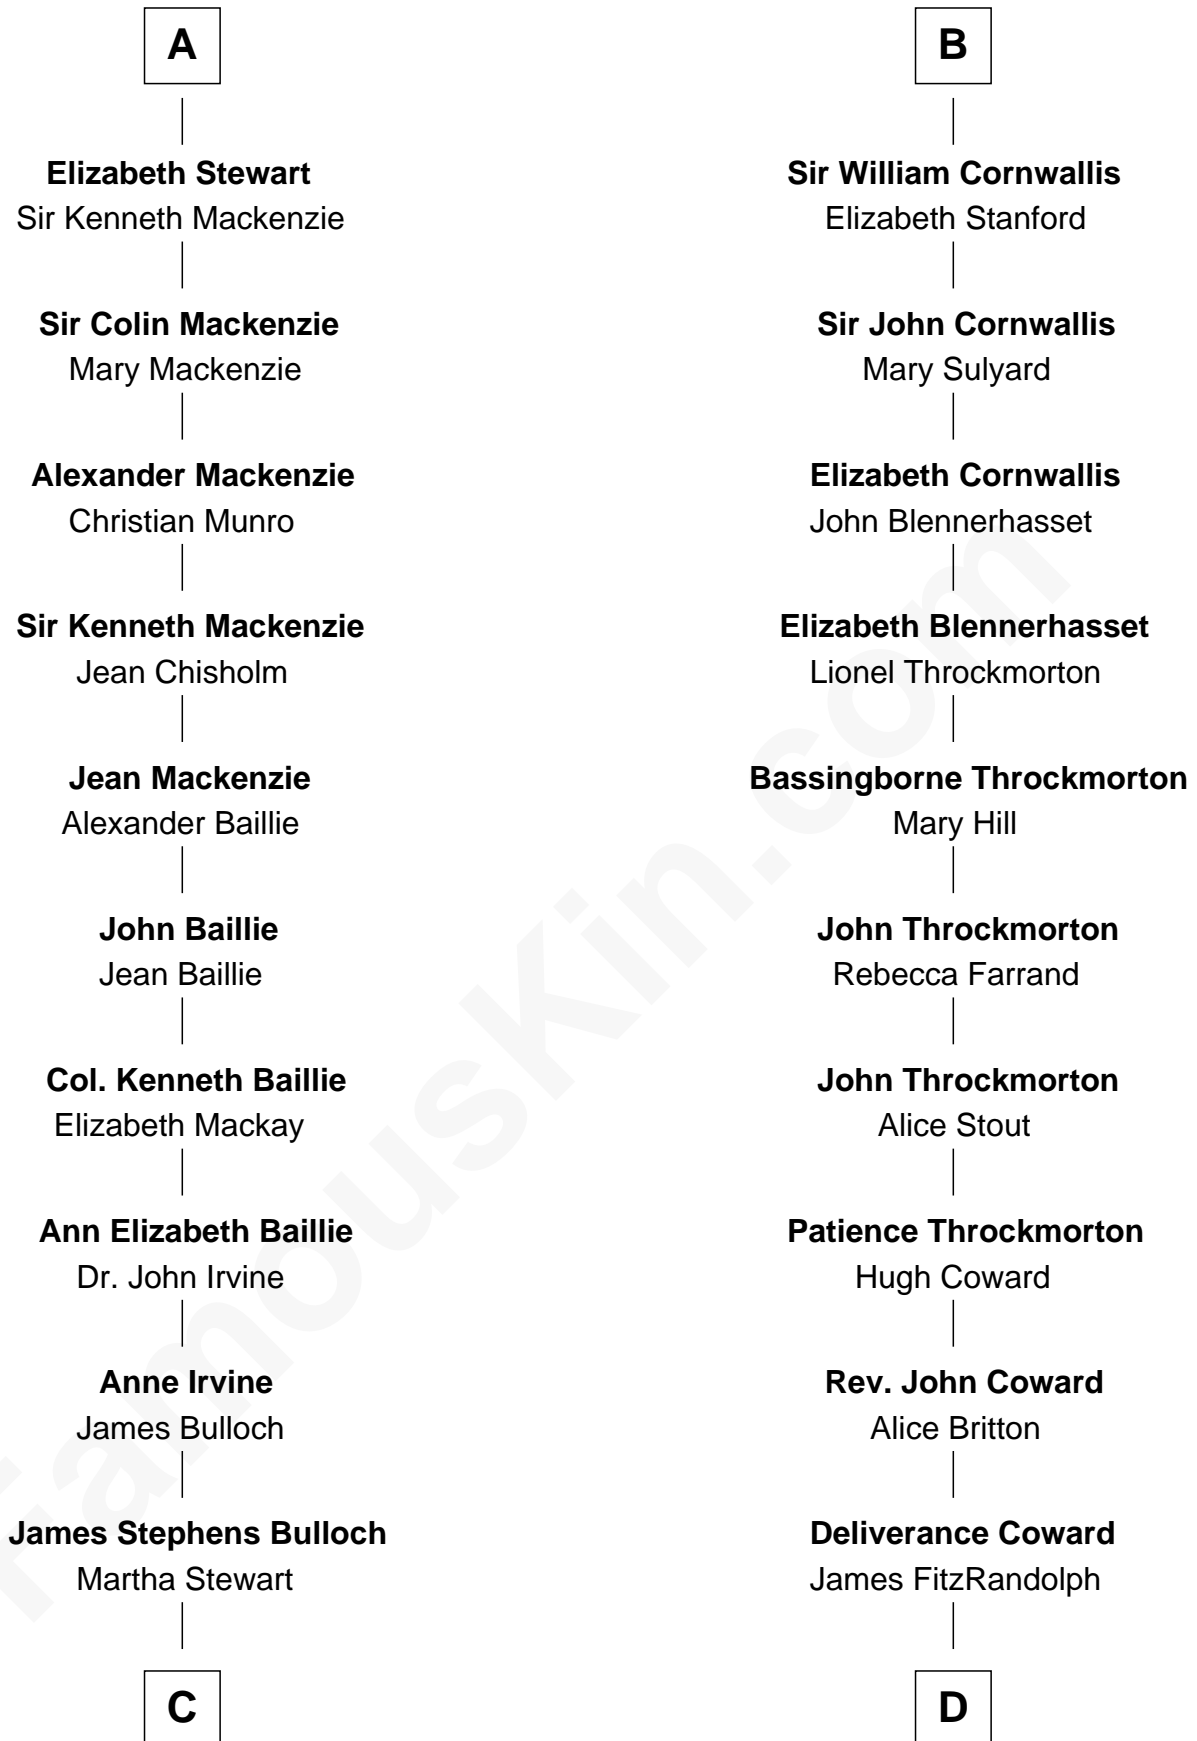 A
Elizabeth Stewart
Sir Kenneth Mackenzie
Sir Colin Mackenzie
Mary Mackenzie
Alexander Mackenzie
Christian Munro
Sir Kenneth Mackenzie
Jean Chisholm
Jean Mackenzie
Alexander Baillie
John Baillie
Jean Baillie
Col. Kenneth Baillie
Elizabeth Mackay
Ann Elizabeth Baillie
Dr. John Irvine
Anne Irvine
James Bulloch
James Stephens Bulloch
Martha Stewart
C
B
Sir William Cornwallis
Elizabeth Stanford
Sir John Cornwallis
Mary Sulyard
Elizabeth Cornwallis
John Blennerhasset
Elizabeth Blennerhasset
Lionel Throckmorton
Bassingborne Throckmorton
Mary Hill
John Throckmorton
Rebecca Farrand
John Throckmorton
Alice Stout
Patience Throckmorton
Hugh Coward
Rev. John Coward
Alice Britton
Deliverance Coward
James FitzRandolph
D
FamousKin.com